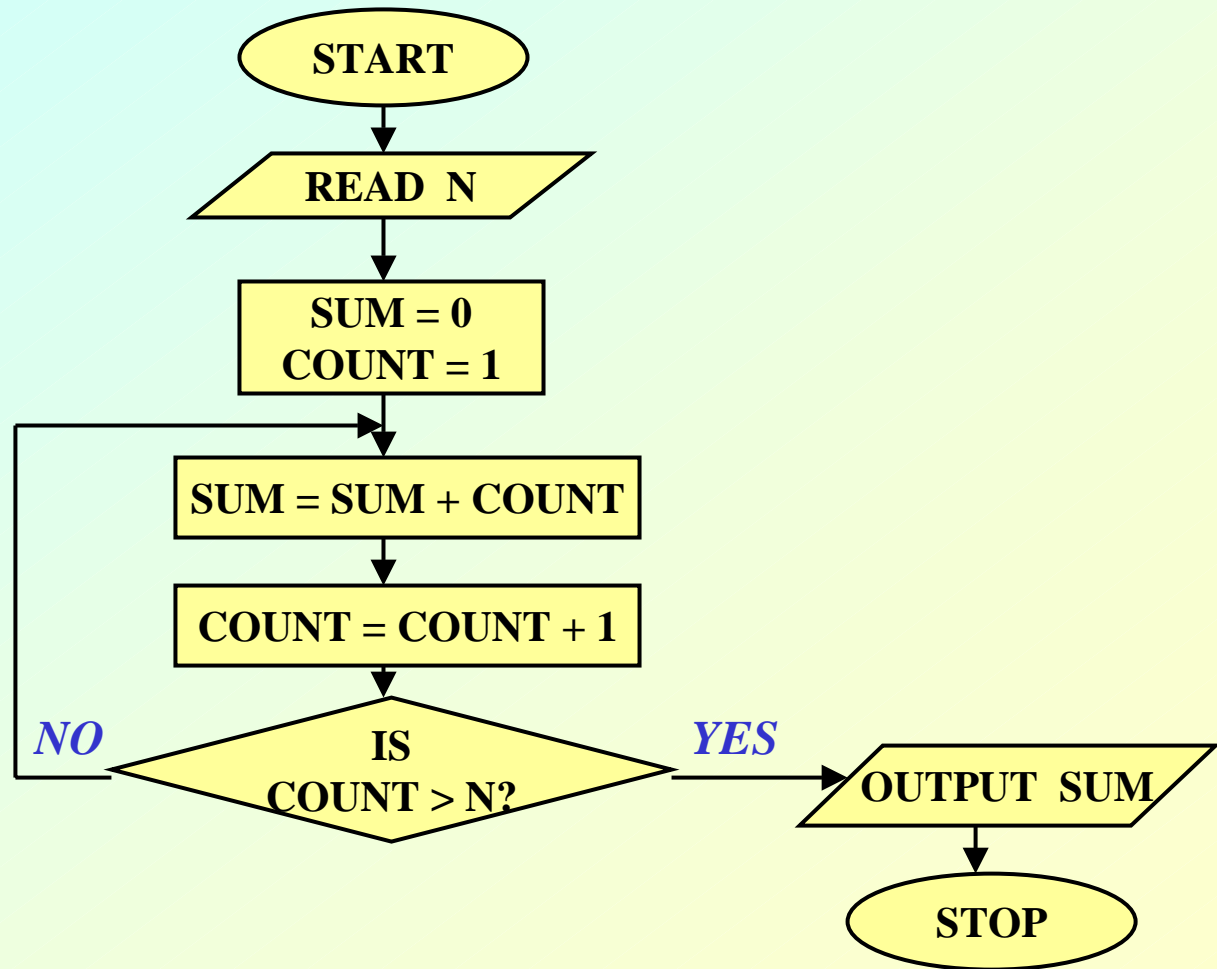 START
READ N
SUM = 0
COUNT = 1
SUM = SUM + COUNT
COUNT = COUNT + 1
IS
COUNT > N?
NO
YES
OUTPUT SUM
STOP